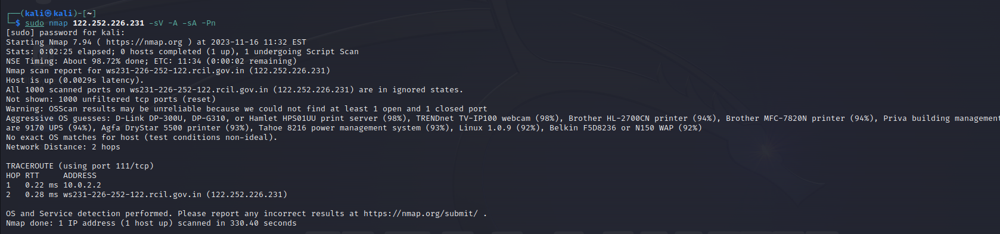 ┌──(kali㉿kali)-[~]
└─$ sudo nmap 122.252.226.231 -sV -A -sA -Pn
[sudo] password for kali:
Starting Nmap 7.94 ( https://nmap.org ) at 2023-11-16 11:32 EST
Stats: 0:02:25 elapsed; 0 hosts completed (1 up), 1 undergoing Script Scan
NSE Timing: About 98.72% done; ETC: 11:34 (0:00:02 remaining)
Nmap scan report for ws231-226-252-122.rcil.gov.in (122.252.226.231)
Host is up (0.0029s latency).
All 1000 scanned ports on ws231-226-252-122.rcil.gov.in (122.252.226.231) are in ignored states.
Not shown: 1000 unfiltered tcp ports (reset)
Warning: OSScan results may be unreliable because we could not find at least 1 open and 1 closed port
Aggressive OS guesses: D-Link DP-300U, DP-G310, or Hamlet HPS01UU print server (98%), TRENDnet TV-IP100 webcam (98%), Brother HL-2700CN printer (94%), Brother MFC-7820N printer (94%), Priva building management
are 9170 UPS (94%), Agfa DryStar 5500 printer (93%), Tahoe 8216 power management system (93%), Linux 1.0.9 (92%), Belkin F5D8236 or N150 WAP (92%)
No exact OS matches for host (test conditions non-ideal).
Network Distance: 2 hops
TRACEROUTE (using port 111/tcp)
HOP RTT     ADDRESS
1   0.22 ms 10.0.2.2
2   0.28 ms ws231-226-252-122.rcil.gov.in (122.252.226.231)
OS and Service detection performed. Please report any incorrect results at https://nmap.org/submit/ .
Nmap done: 1 IP address (1 host up) scanned in 330.40 seconds